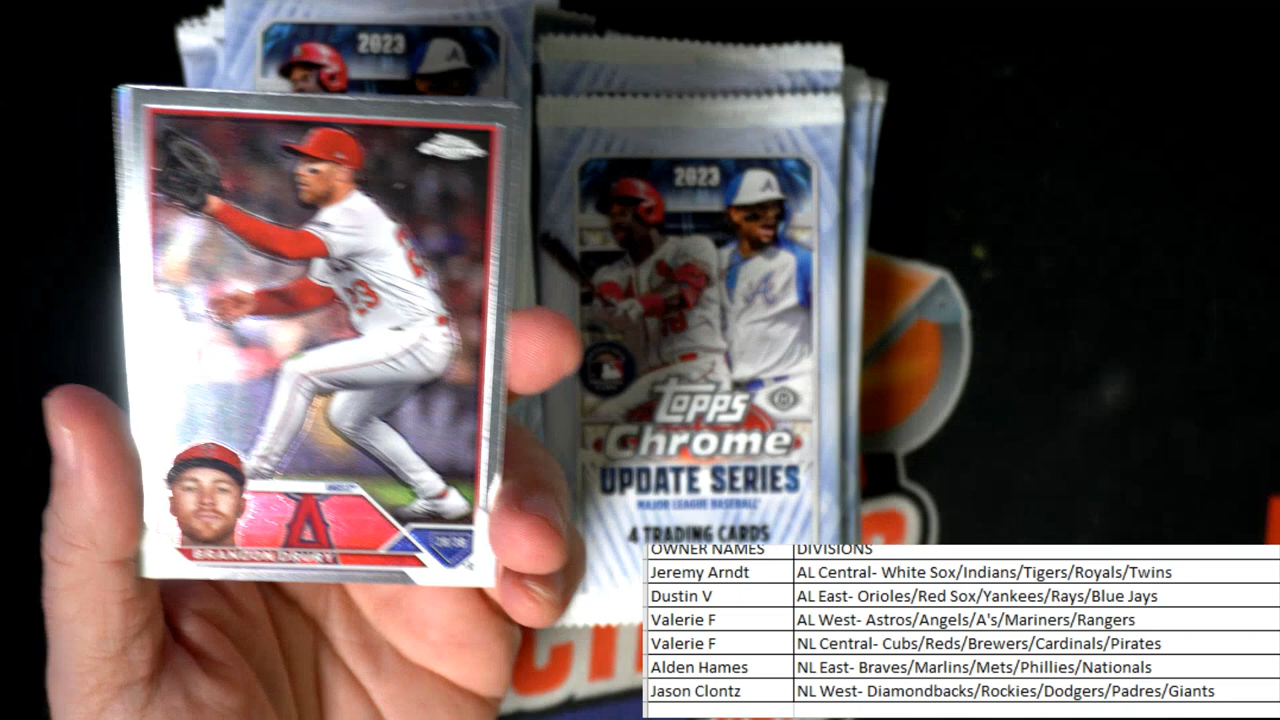 2023
A
2023
A
23
A
BRANDON DRURY
2B/3B
Topps
Chrome
UPDATE SERIES
MAJOR LEAGUE BASEBALL
4 TRADING CARDS
OWNER NAMES DIVISIONS
Jeremy Arndt AL Central- White Sox/Indians/Tigers/Royals/Twins
Dustin V AL East- Orioles/Red Sox/Yankees/Rays/Blue Jays
Valerie F AL West- Astros/Angels/A's/Mariners/Rangers
Valerie F NL Central- Cubs/Reds/Brewers/Cardinals/Pirates
Alden Hames NL East- Braves/Marlins/Mets/Phillies/Nationals
Jason Clontz NL West- Diamondbacks/Rockies/Dodgers/Padres/Giants